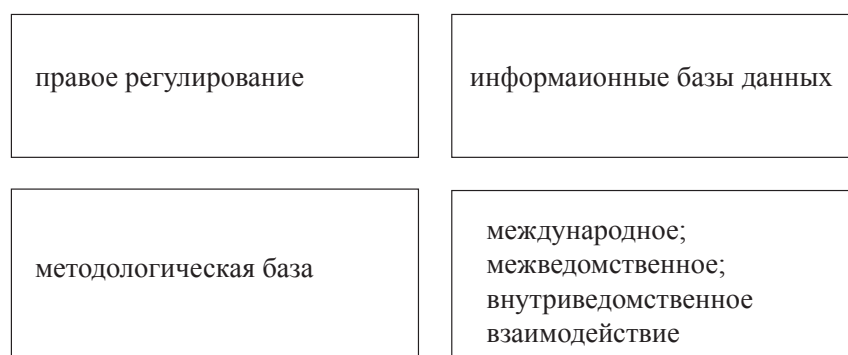 правое регулирование
информаионные базы данных
методологическая база
международное;
межведомственное;
внутриведомственное
взаимодействие